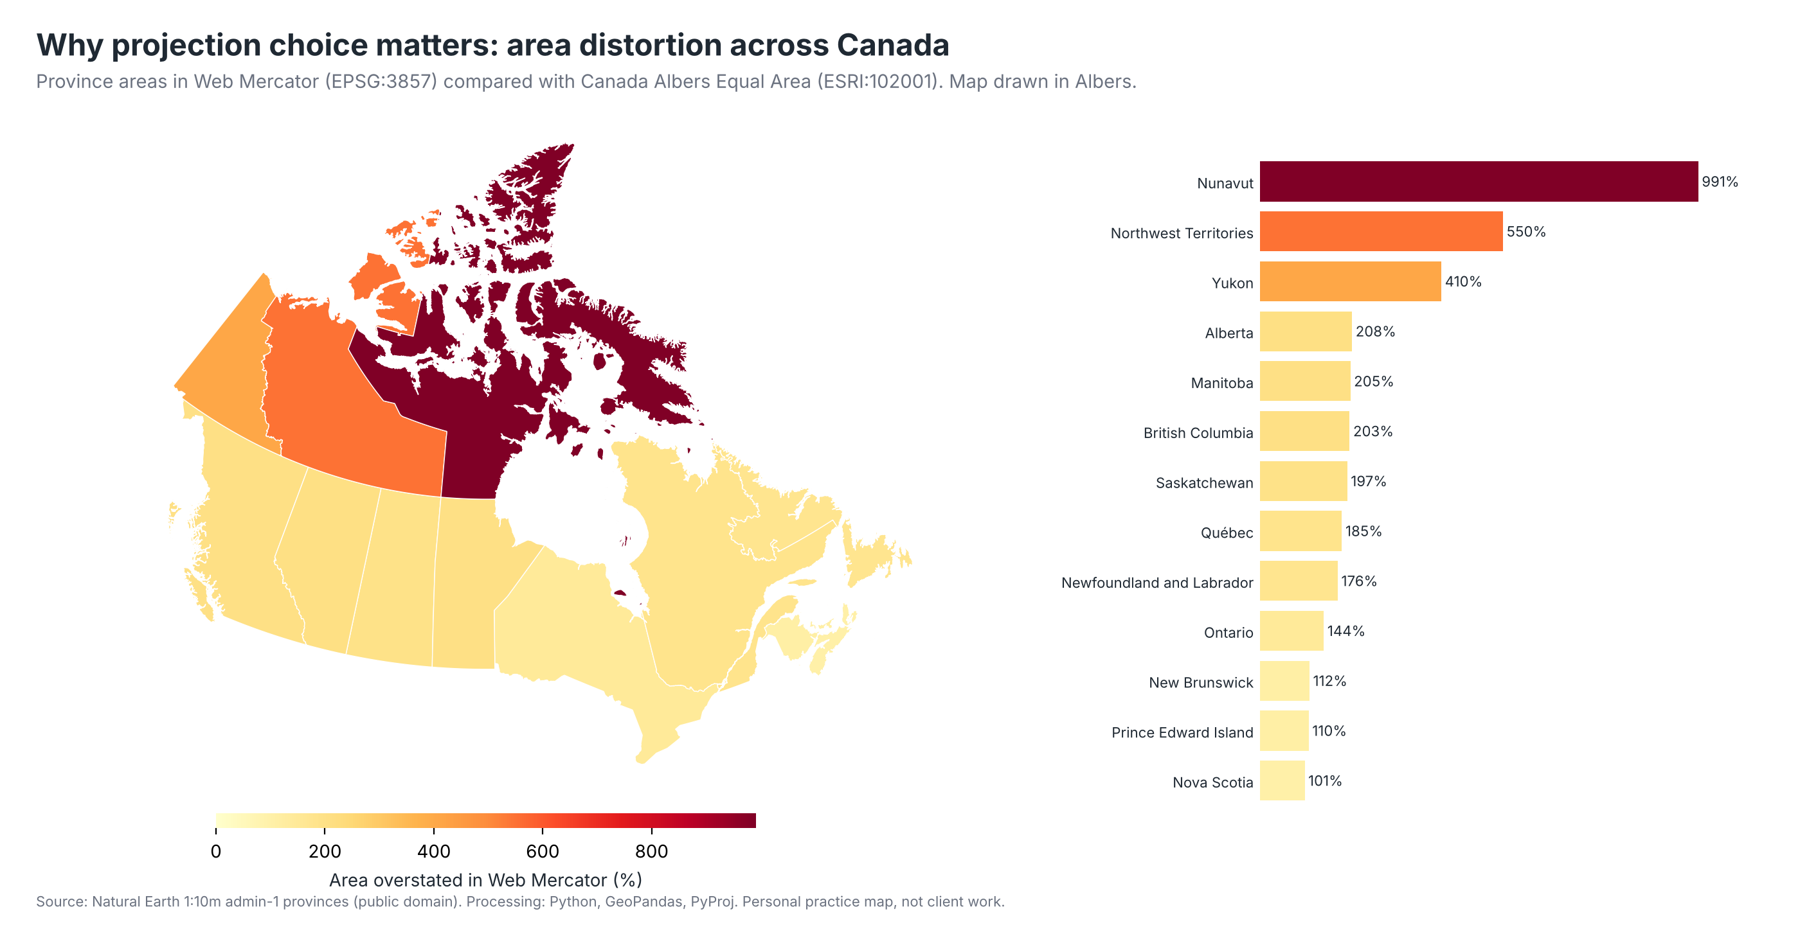 Why projection choice matters: area distortion across Canada
Province areas in Web Mercator (EPSG:3857) compared with Canada Albers Equal Area (ESRI:102001). Map drawn in Albers.
Nunavut 991%
Northwest Territories 550%
Yukon 410%
Alberta 208%
Manitoba 205%
British Columbia 203%
Saskatchewan 197%
Québec 185%
Newfoundland and Labrador 176%
Ontario 144%
New Brunswick 112%
Prince Edward Island 110%
Nova Scotia 101%
0 200 400 600 800
Area overstated in Web Mercator (%)
Source: Natural Earth 1:10m admin-1 provinces (public domain). Processing: Python, GeoPandas, PyProj. Personal practice map, not client work.